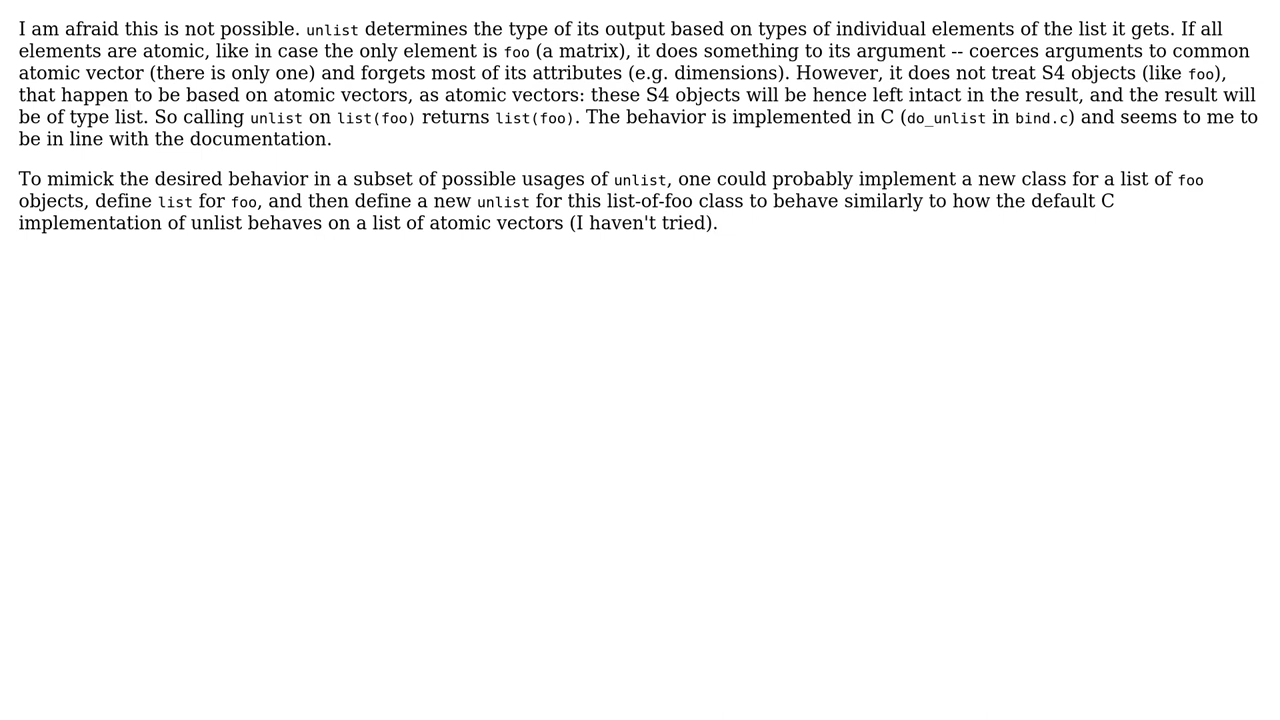 I am afraid this is not possible. unlist determines the type of its output based on types of individual elements of the list it gets. If all
elements are atomic, like in case the only element is foo (a matrix), it does something to its argument -- coerces arguments to common
atomic vector (there is only one) and forgets most of its attributes (e.g. dimensions). However, it does not treat S4 objects (like foo),
that happen to be based on atomic vectors, as atomic vectors: these S4 objects will be hence left intact in the result, and the result will
be of type list. So calling unlist on list(foo) returns list(foo). The behavior is implemented in C (do_unlist in bind.c) and seems to me to
be in line with the documentation.
To mimick the desired behavior in a subset of possible usages of unlist, one could probably implement a new class for a list of foo
objects, define list for foo, and then define a new unlist for this list-of-foo class to behave similarly to how the default C
implementation of unlist behaves on a list of atomic vectors (I haven't tried).